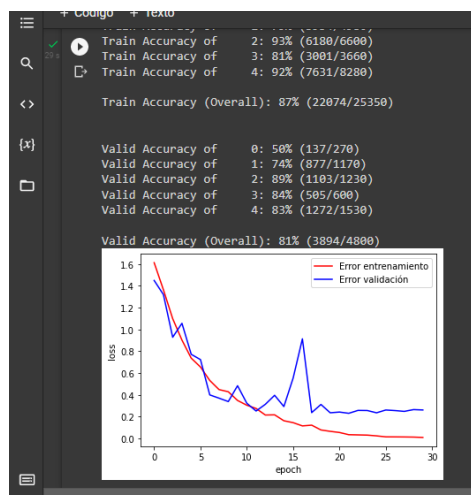 + Código + Texto
2: 93% (6180/6600)
Train Accuracy of 3: 81% (3001/3660)
Train Accuracy of 4: 92% (7631/8280)
Train Accuracy (Overall): 87% (22074/25350)
Valid Accuracy of 0: 50% (137/270)
Valid Accuracy of 1: 74% (877/1170)
Valid Accuracy of 2: 89% (1103/1230)
Valid Accuracy of 3: 84% (505/600)
Valid Accuracy of 4: 83% (1272/1530)
Valid Accuracy (Overall): 81% (3894/4800)
29 s
{x}
Error entrenamiento
Error validación
1.6
1.4
1.2
1.0
0.8
0.6
0.4
0.2
0.0
loss
0 5 10 15 20 25 30
epoch